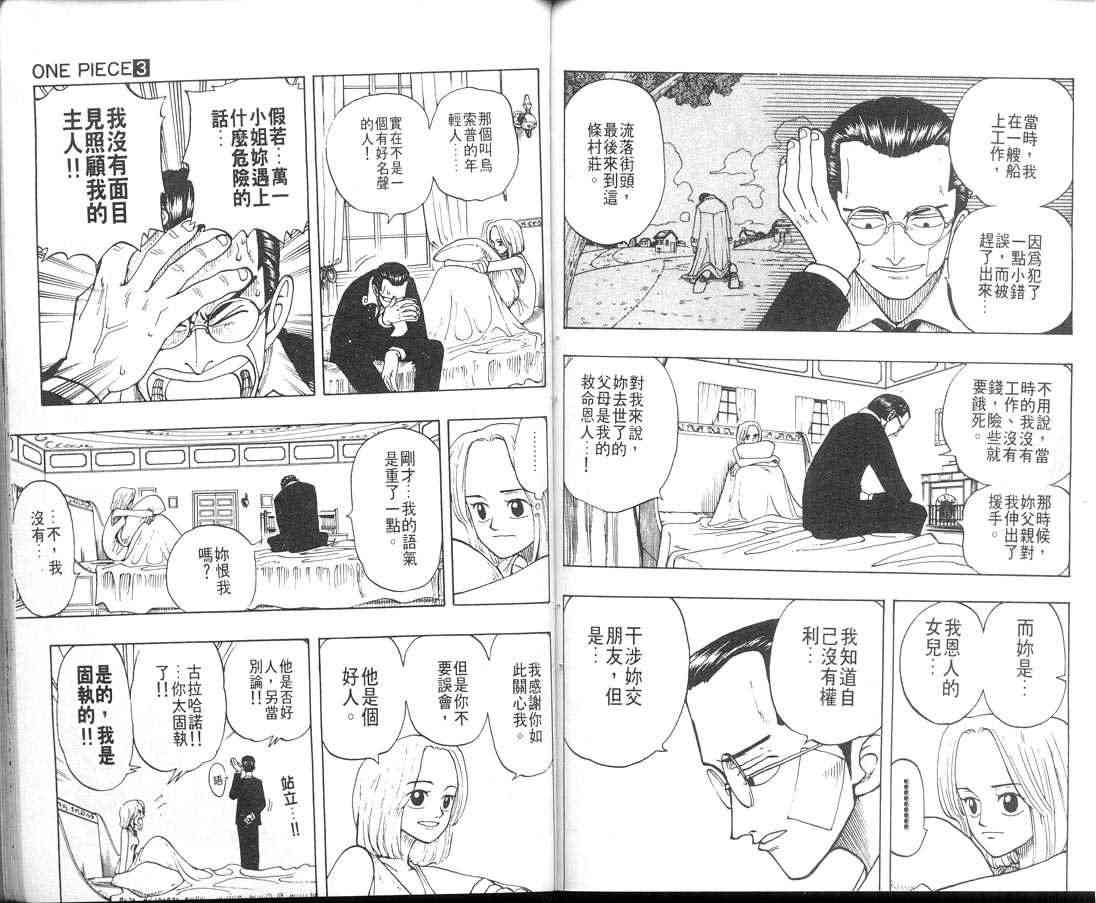 當時，我
在一艘船
上工作，
因為犯了
一點小錯
誤，而被
趕了出來…
流落街頭，
最後來到這
條村莊。
不用說，當
時的我沒有
工作、沒有
錢，險些就
要餓死。
那時候，
妳父親對
我伸出了
援手。
對我來說，
妳去世了的
父母是我的
救命恩人…！
而妳是…
我恩人的
女兒…
………
我知道自
己沒有權
利…
干涉妳交
朋友，但
是…
ONE PIECE 3
那個叫烏
索普的年
輕人……
實在不是一
個有好名聲
的人！
假若…萬一
小姐妳遇上
什麼危險的
話…
我沒有面目
見照顧我的
主人!!
………
剛才…我的語氣
是重了一點。
妳恨我
嗎？
…不，我
沒有…
我感謝你如
此關心我。
但是你不
要誤會，
他是個
好人。
站立…!!
他是否好
人，另當
別論!!
古拉哈諾!!
…你太固執
了!!
是的，我是
固執的!!